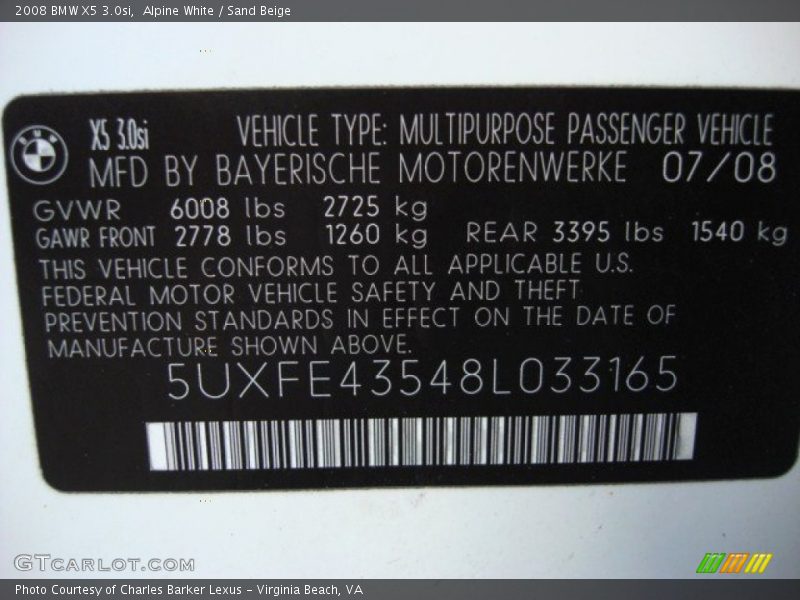 2008 BMW X5 3.0si,  Alpine White / Sand Beige
BMW
X5 3.0si VEHICLE TYPE: MULTIPURPOSE PASSENGER VEHICLE
MFD BY BAYERISCHE MOTORENWERKE 07/08
GVWR 6008 lbs 2725 kg
GAWR FRONT 2778 lbs 1260 kg REAR 3395 lbs 1540 kg
THIS VEHICLE CONFORMS TO ALL APPLICABLE U.S.
FEDERAL MOTOR VEHICLE SAFETY AND THEFT
PREVENTION STANDARDS IN EFFECT ON THE DATE OF
MANUFACTURE SHOWN ABOVE.
5UXFE43548L033165
GTCARLOT.COM
Photo Courtesy of Charles Barker Lexus - Virginia Beach, VA